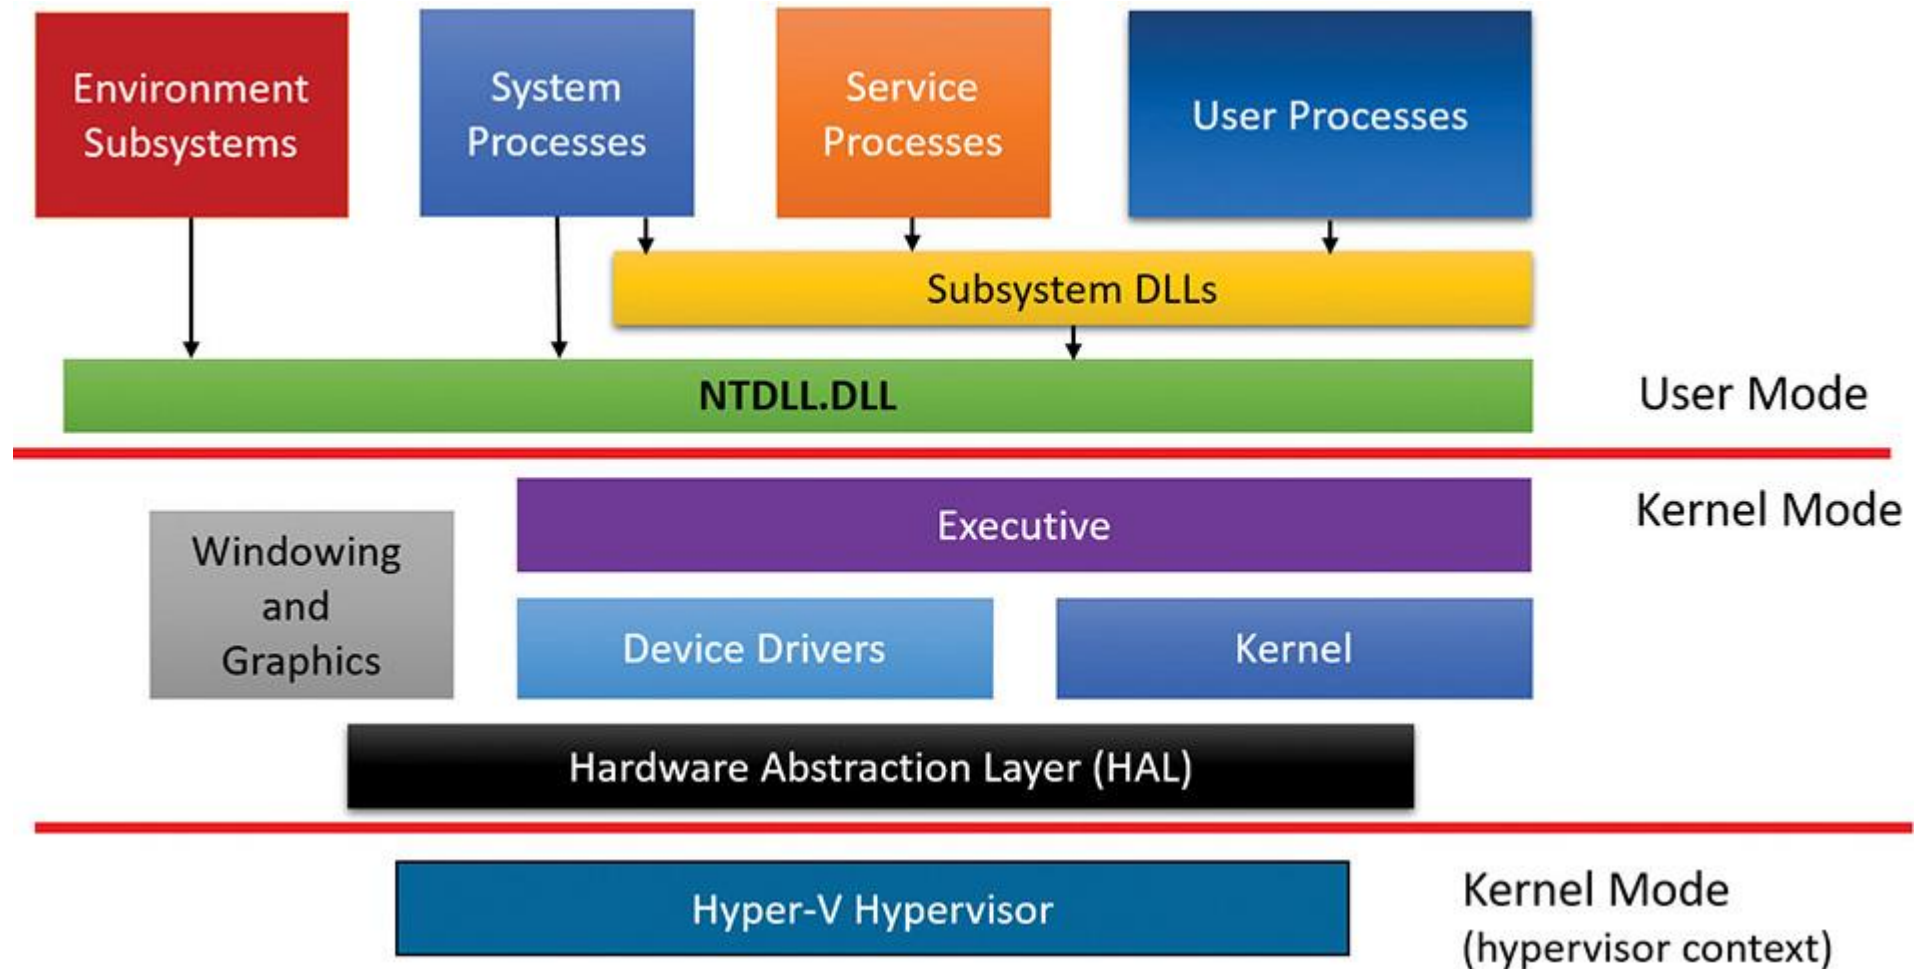 Environment
Subsystems
System
Processes
Service
Processes
User Processes
Subsystem DLLs
NTDLL.DLL
User Mode
Kernel Mode
Executive
Windowing
and
Graphics
Device Drivers
Kernel
Hardware Abstraction Layer (HAL)
Hyper-V Hypervisor
Kernel Mode
(hypervisor context)